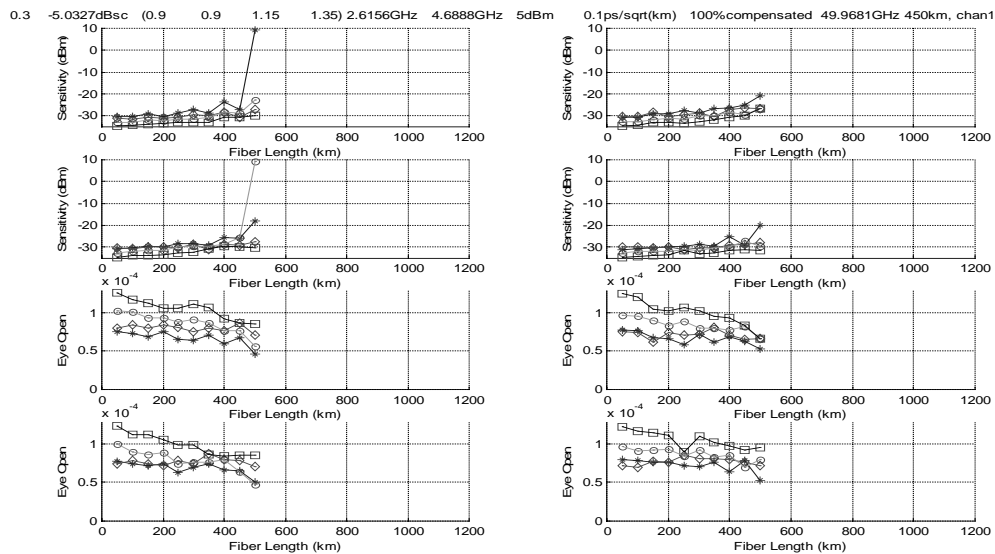 0.3 -5.0327dBsc (0.9 0.9 1.15 1.35) 2.6156GHz 4.6888GHz 5dBm 0.1ps/sqrt(km) 100%compensated 49.9681GHz 450km, chan1
Sensitivity (dBm)
10
0
-10
-20
-30
0 200 400 600 800 1000 1200
Fiber Length (km)
Sensitivity (dBm)
10
0
-10
-20
-30
0 200 400 600 800 1000 1200
Fiber Length (km)
Sensitivity (dBm)
10
0
-10
-20
-30
0 200 400 600 800 1000 1200
Fiber Length (km)
Sensitivity (dBm)
10
0
-10
-20
-30
0 200 400 600 800 1000 1200
Fiber Length (km)
x 10^-4
Eye Open
1
0.5
0
0 200 400 600 800 1000 1200
Fiber Length (km)
x 10^-4
Eye Open
1
0.5
0
0 200 400 600 800 1000 1200
Fiber Length (km)
x 10^-4
Eye Open
1
0.5
0
0 200 400 600 800 1000 1200
Fiber Length (km)
x 10^-4
Eye Open
1
0.5
0
0 200 400 600 800 1000 1200
Fiber Length (km)